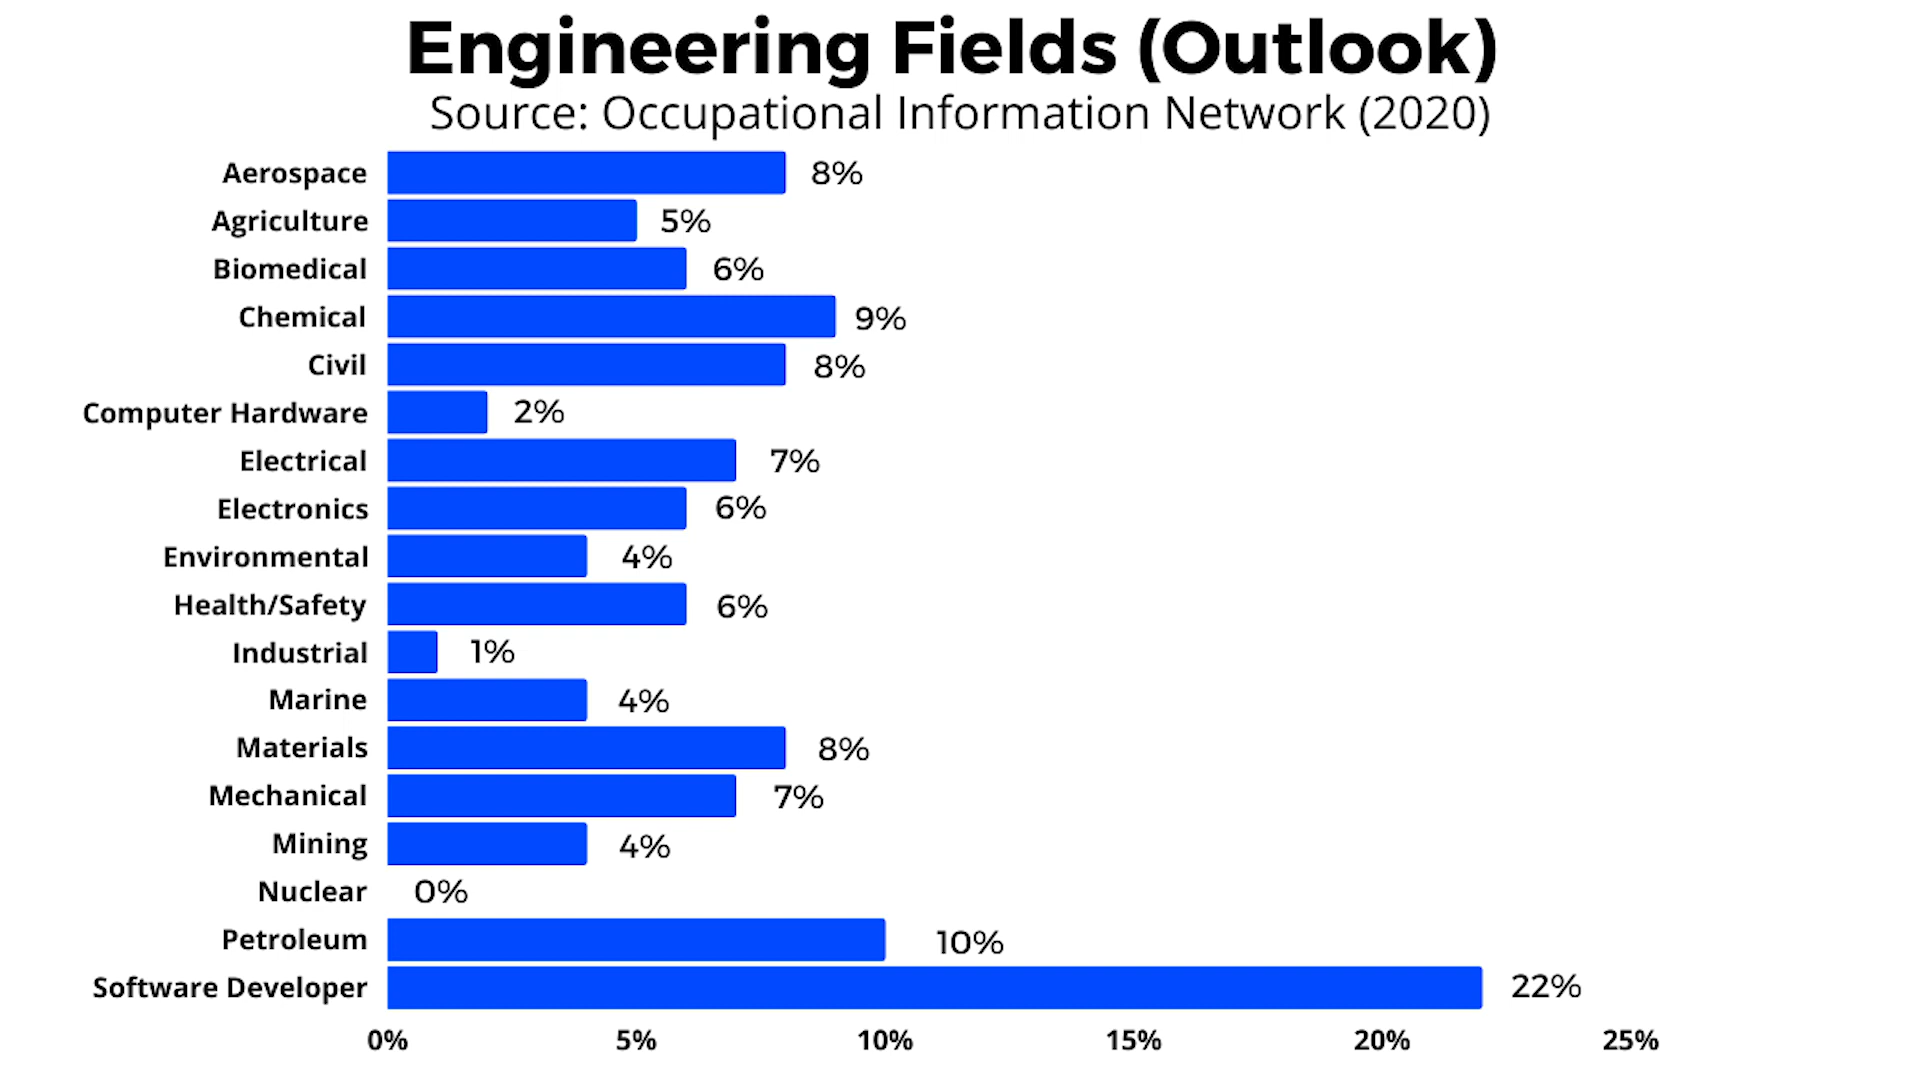 Engineering Fields (Outlook)
Source: Occupational Information Network (2020)
Aerospace 8%
Agriculture 5%
Biomedical 6%
Chemical 9%
Civil 8%
Computer Hardware 2%
Electrical 7%
Electronics 6%
Environmental 4%
Health/Safety 6%
Industrial 1%
Marine 4%
Materials 8%
Mechanical 7%
Mining 4%
Nuclear 0%
Petroleum 10%
Software Developer 22%
0% 5% 10% 15% 20% 25%